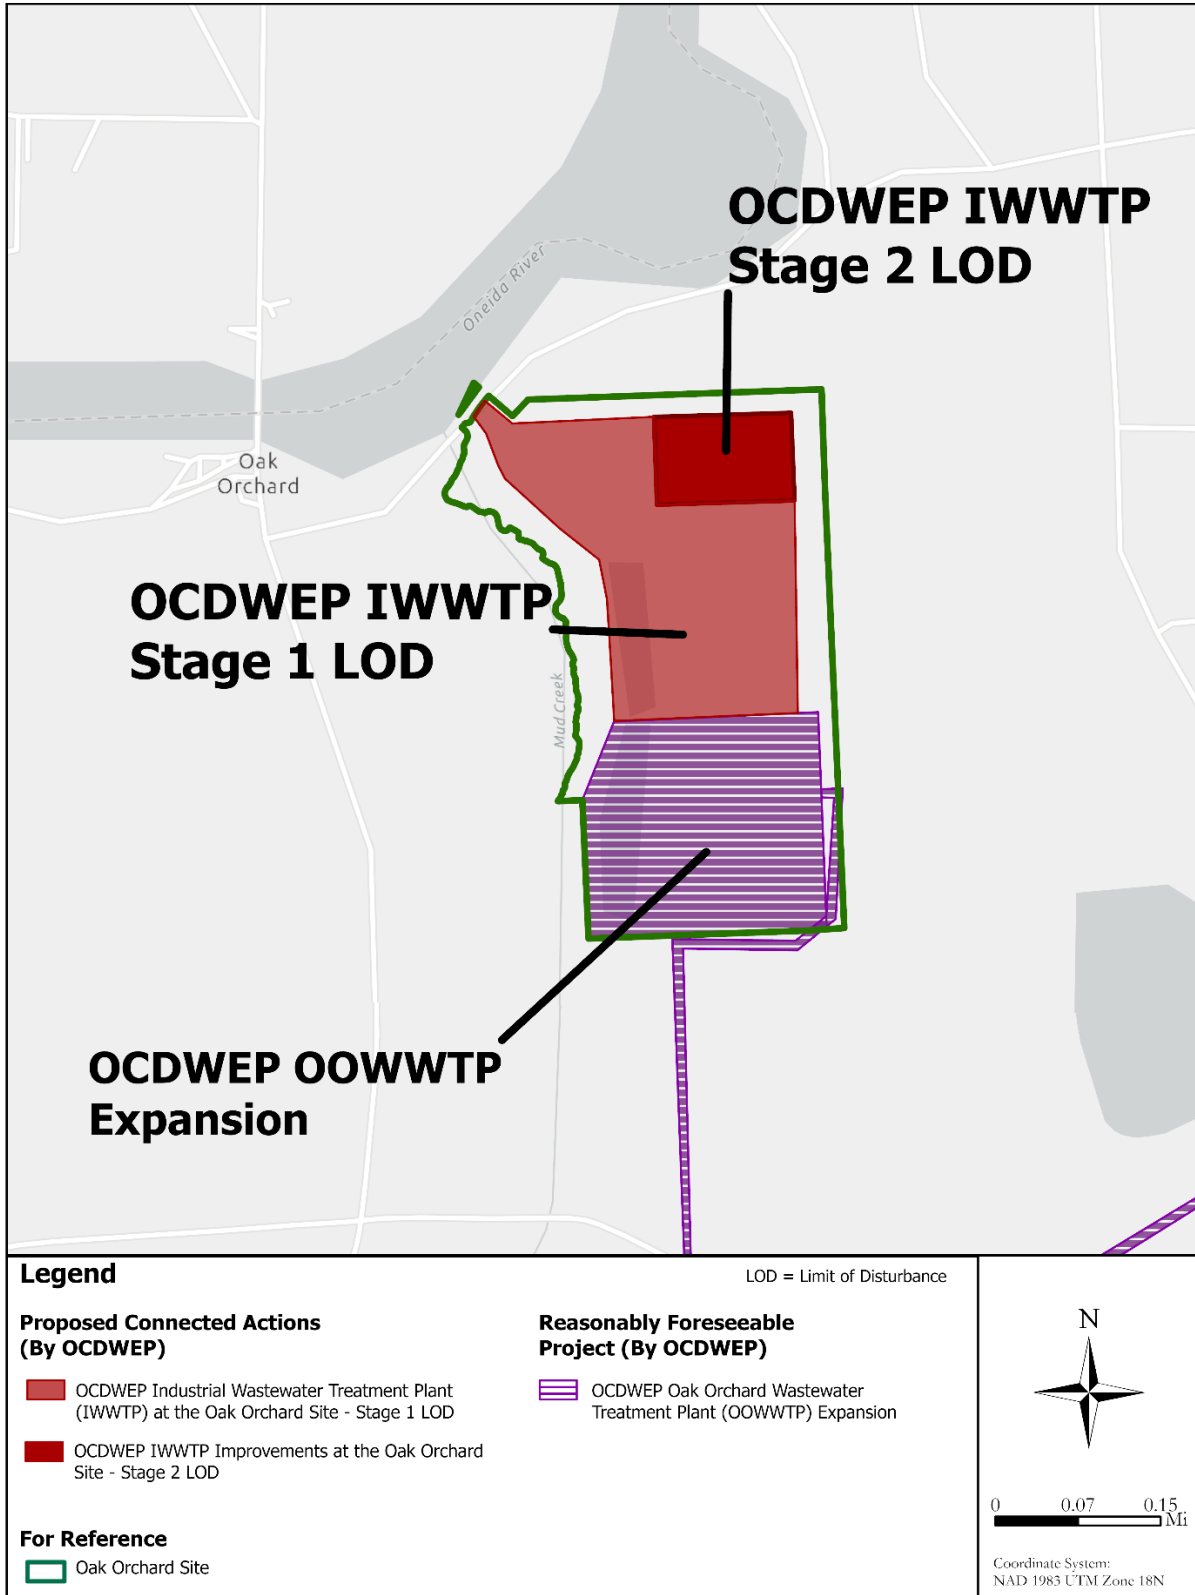 OCDWEP IWWTP
Stage 2 LOD
Oneida River
Oak
Orchard
OCDWEP IWWTP
Stage 1 LOD
Mud Creek
OCDWEP OOWWTP
Expansion
Legend
LOD = Limit of Disturbance
Proposed Connected Actions
(By OCDWEP)
OCDWEP Industrial Wastewater Treatment Plant
(IWWTP) at the Oak Orchard Site - Stage 1 LOD
OCDWEP IWWTP Improvements at the Oak Orchard
Site - Stage 2 LOD
For Reference
Oak Orchard Site
Reasonably Foreseeable
Project (By OCDWEP)
OCDWEP Oak Orchard Wastewater
Treatment Plant (OOWWTP) Expansion
N
0 0.07 0.15
Mi
Coordinate System:
NAD 1983 UTM Zone 18N